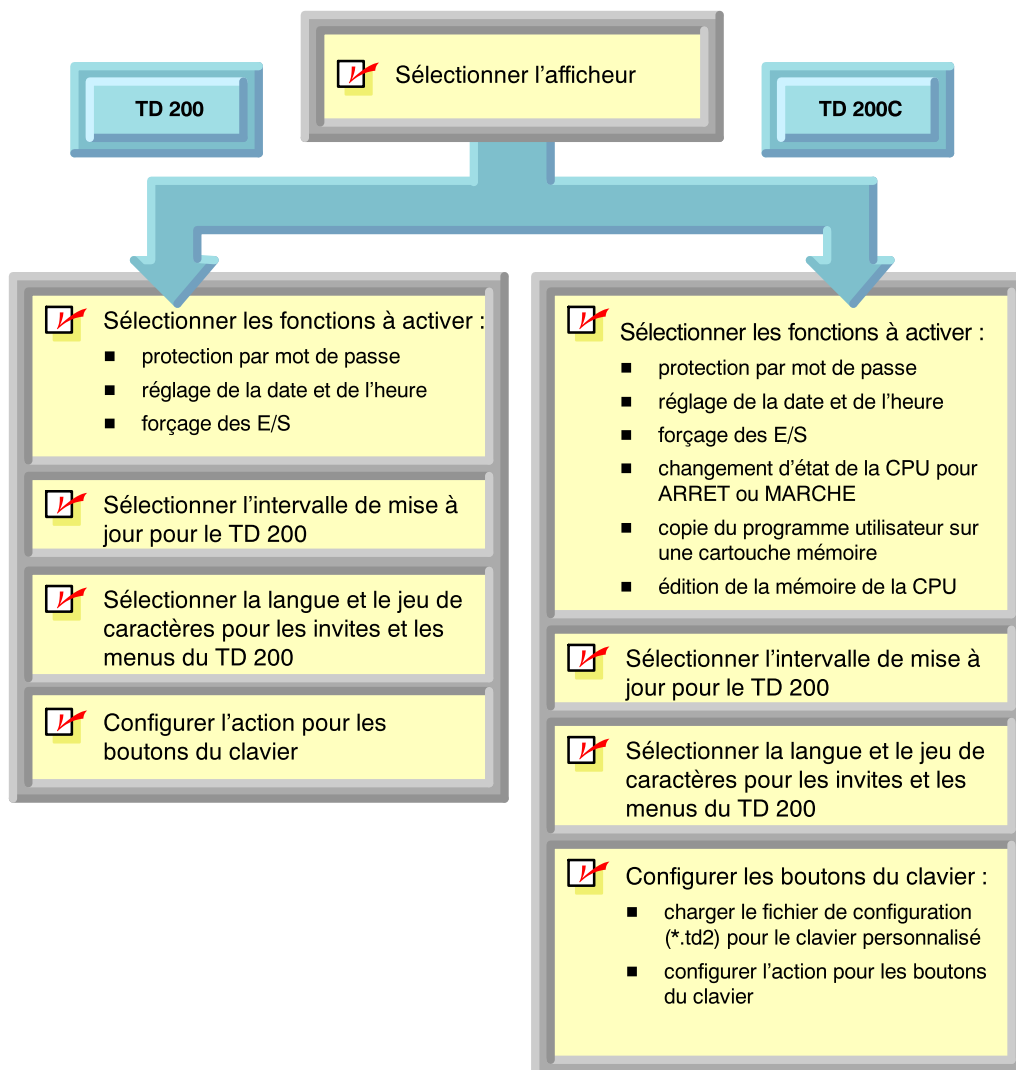 Sélectionner l'afficheur
TD 200
TD 200C
Sélectionner les fonctions à activer :
■ protection par mot de passe
■ réglage de la date et de l'heure
■ forçage des E/S
Sélectionner l'intervalle de mise à
jour pour le TD 200
Sélectionner la langue et le jeu de
caractères pour les invites et les
menus du TD 200
Configurer l'action pour les
boutons du clavier
Sélectionner les fonctions à activer :
■ protection par mot de passe
■ réglage de la date et de l'heure
■ forçage des E/S
■ changement d'état de la CPU pour
ARRET ou MARCHE
■ copie du programme utilisateur sur
une cartouche mémoire
■ édition de la mémoire de la CPU
Sélectionner l'intervalle de mise à
jour pour le TD 200
Sélectionner la langue et le jeu de
caractères pour les invites et les
menus du TD 200
Configurer les boutons du clavier :
■ charger le fichier de configuration
(*.td2) pour le clavier personnalisé
■ configurer l'action pour les boutons
du clavier